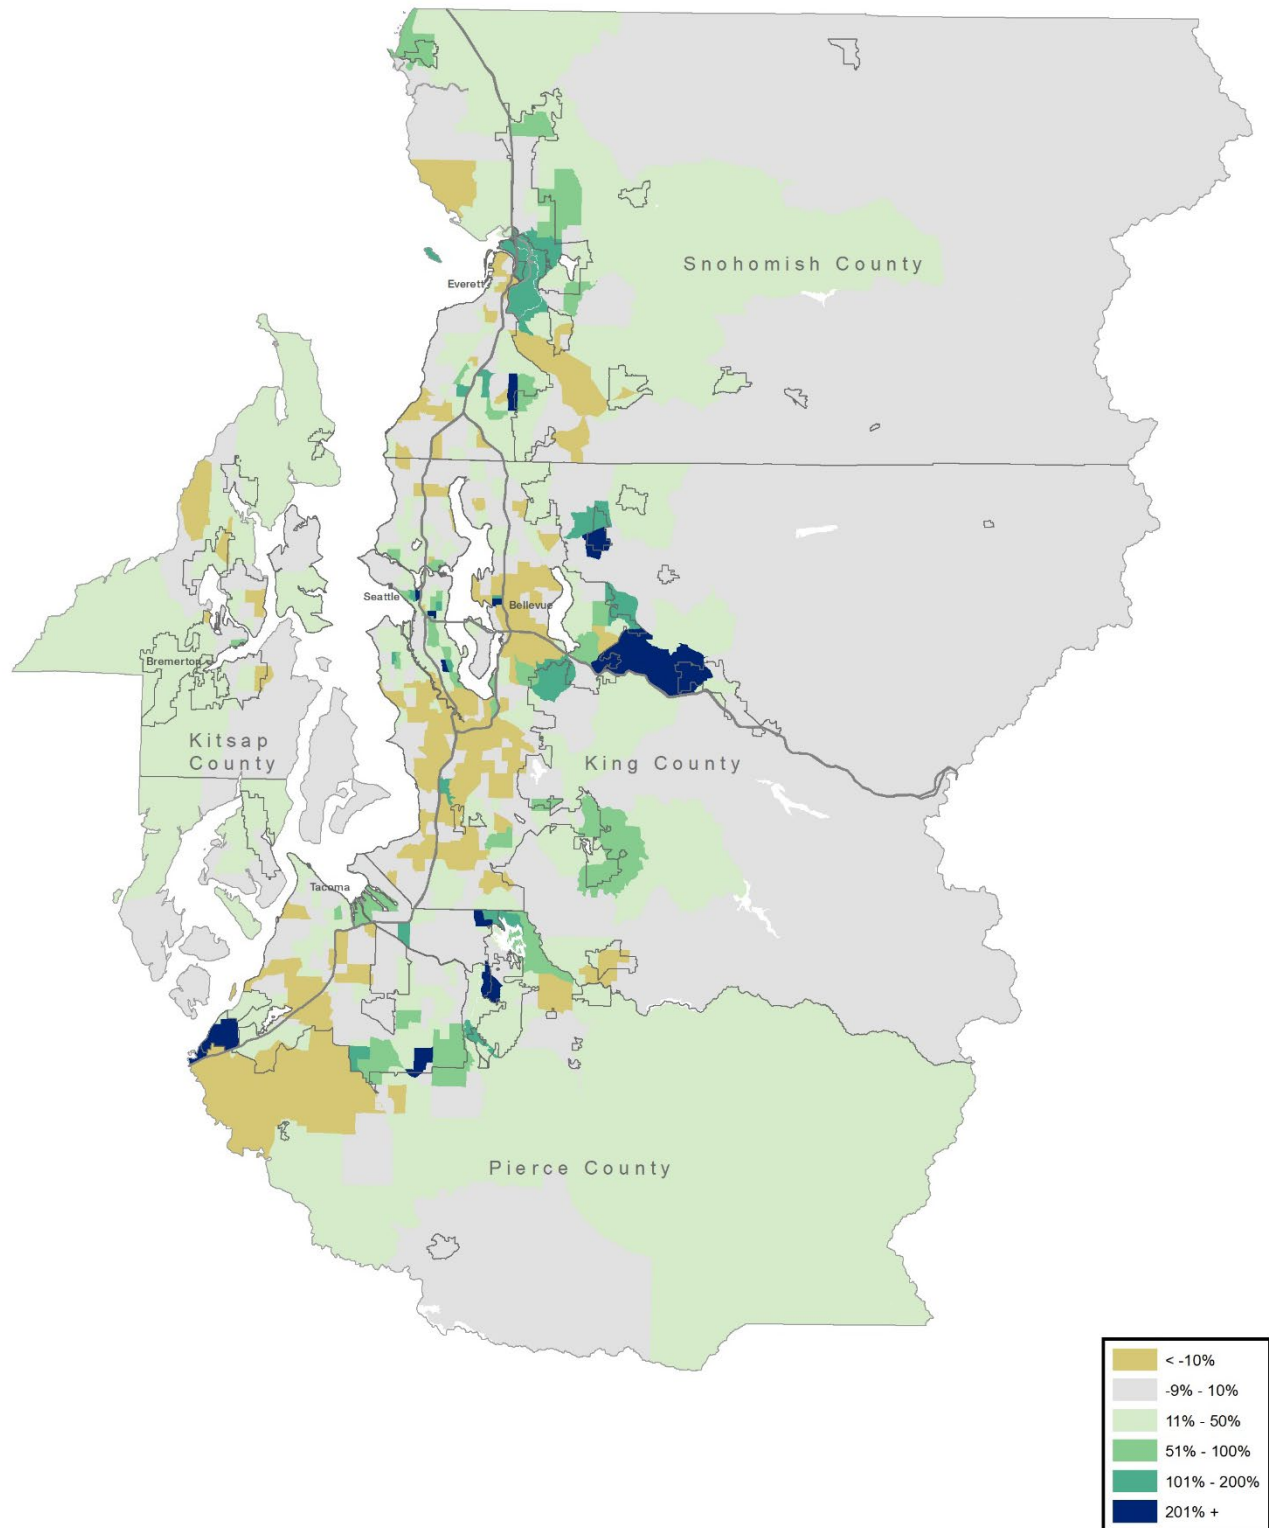 Snohomish County
Everett
Seattle
Bellevue
Bremerton
Kitsap
County
King County
Tacoma
Pierce County
< -10%
-9% - 10%
11% - 50%
51% - 100%
101% - 200%
201% +